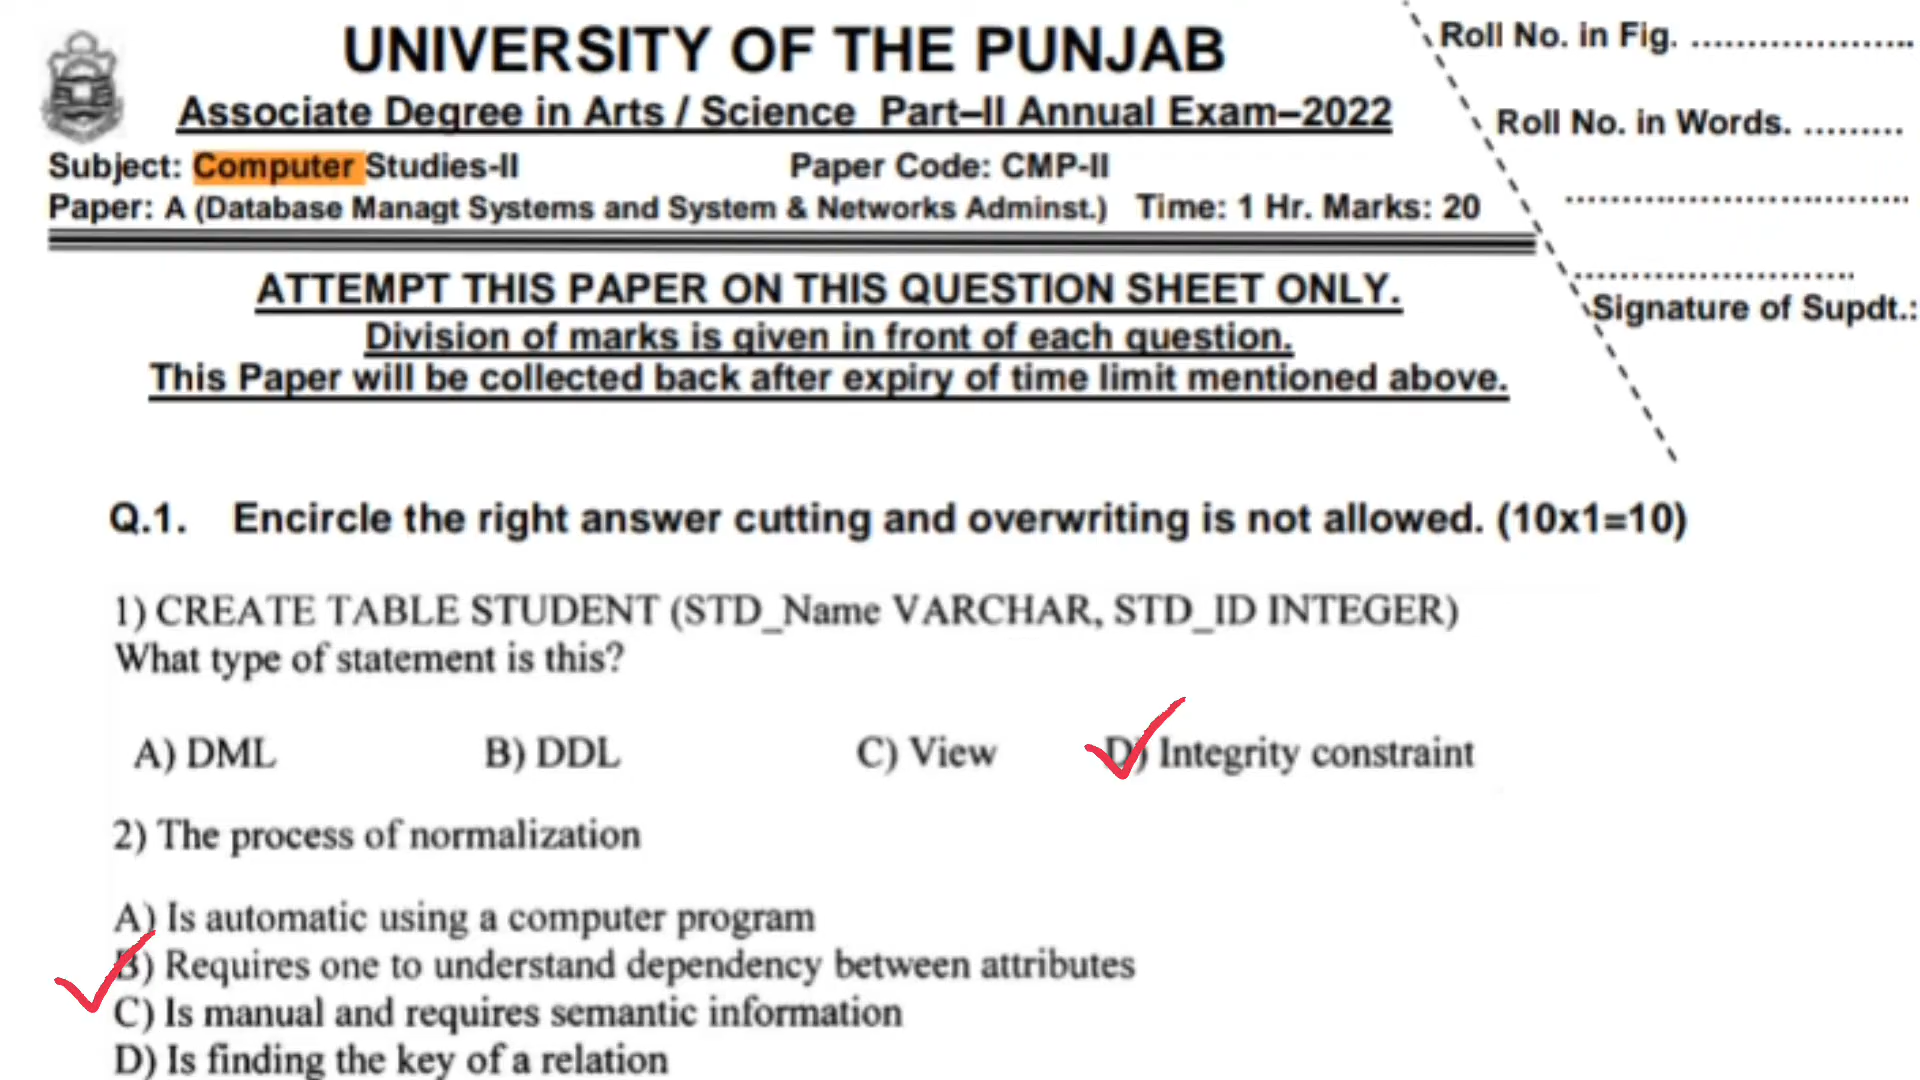 UNIVERSITY OF THE PUNJAB
Associate Degree in Arts / Science Part–II Annual Exam–2022
Subject: Computer Studies-II Paper Code: CMP-II
Paper: A (Database Managt Systems and System & Networks Adminst.) Time: 1 Hr. Marks: 20
Roll No. in Fig. ....................
Roll No. in Words. .........
...............................
.........................
Signature of Supdt.:
ATTEMPT THIS PAPER ON THIS QUESTION SHEET ONLY.
Division of marks is given in front of each question.
This Paper will be collected back after expiry of time limit mentioned above.
Q.1. Encircle the right answer cutting and overwriting is not allowed. (10x1=10)
1) CREATE TABLE STUDENT (STD_Name VARCHAR, STD_ID INTEGER)
What type of statement is this?
A) DML B) DDL C) View D) Integrity constraint
2) The process of normalization
A) Is automatic using a computer program
B) Requires one to understand dependency between attributes
C) Is manual and requires semantic information
D) Is finding the key of a relation